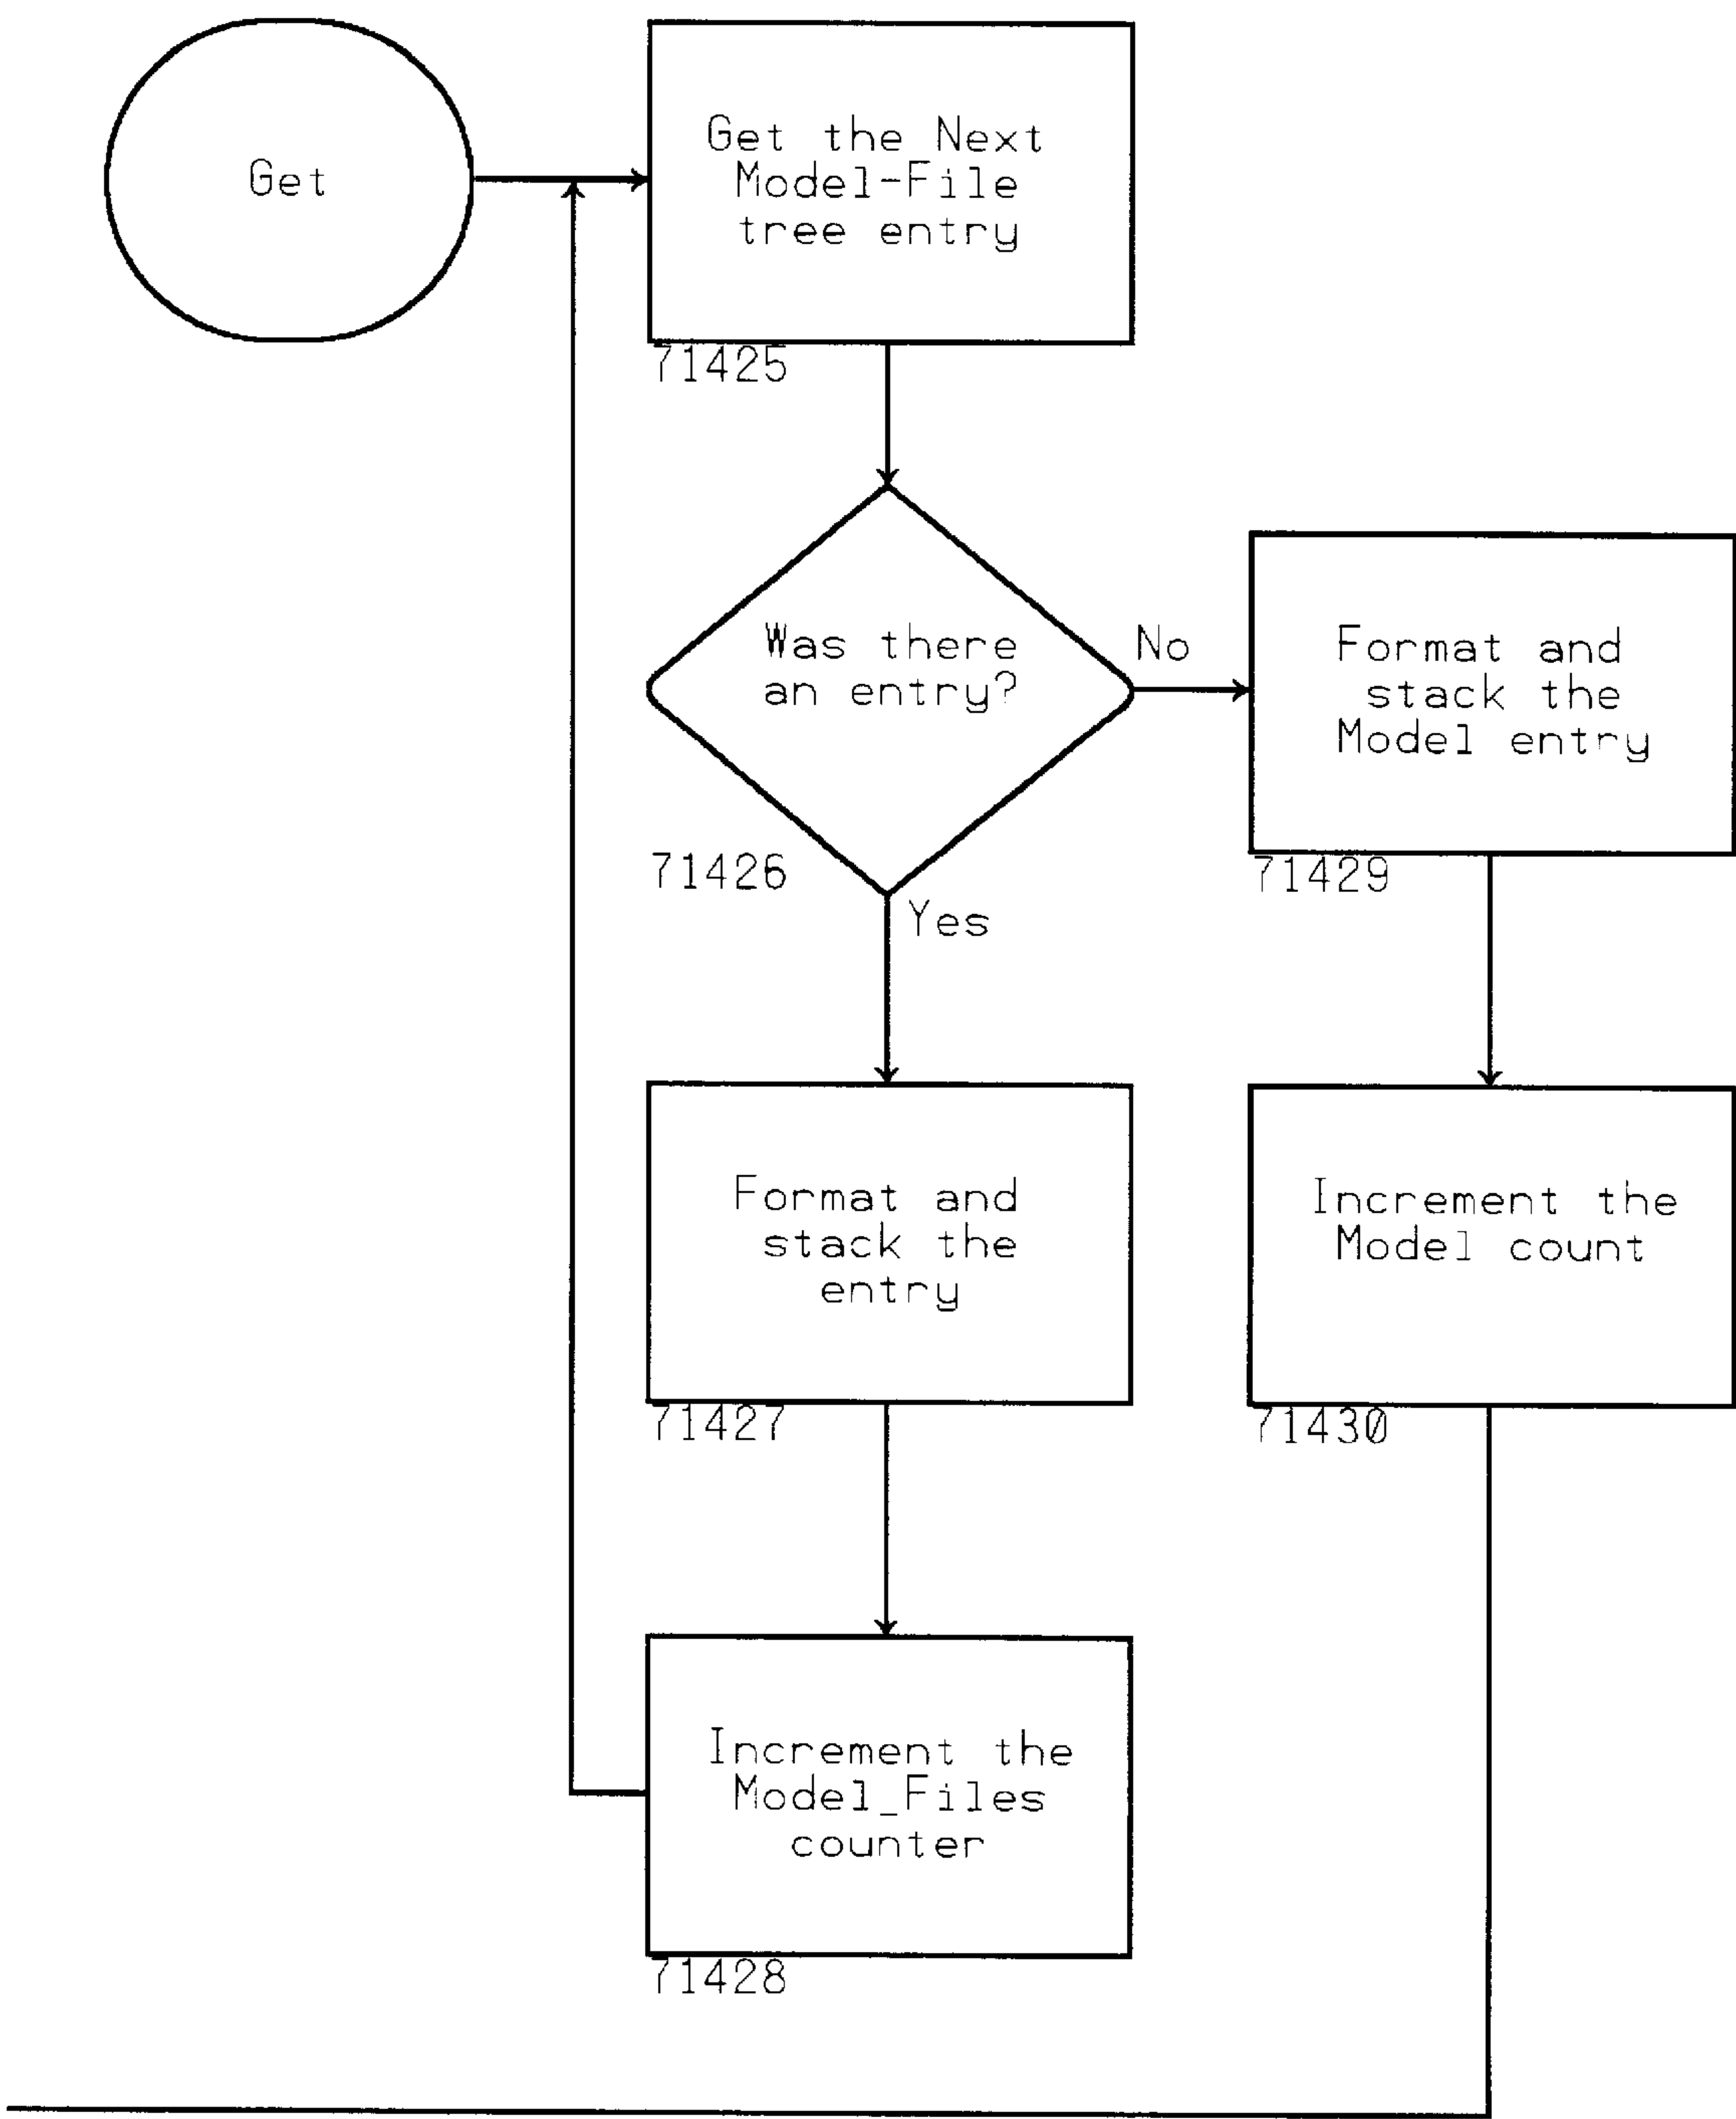 Get
Get the Next
Model-File
tree entry
71425
Was there
an entry?
No
71426
Yes
Format and
stack the
Model entry
71429
Format and
stack the
entry
71427
Increment the
Model count
71430
Increment the
Model_Files
counter
71428